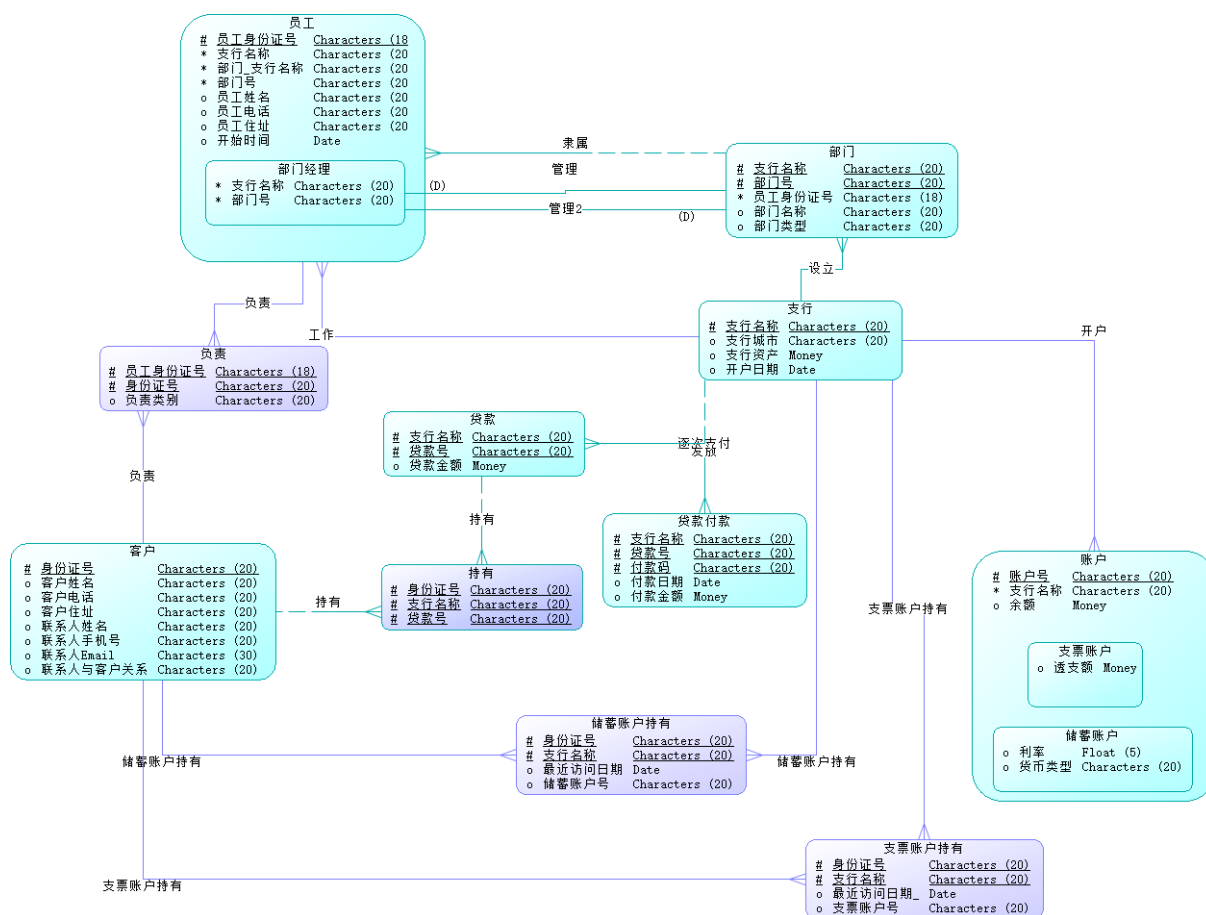 员工
# 员工身份证号 Characters (18
* 支行名称 Characters (20
* 部门_支行名称 Characters (20
* 部门号 Characters (20
o 员工姓名 Characters (20
o 员工电话 Characters (20
o 员工住址 Characters (20
o 开始时间 Date
部门经理
* 支行名称 Characters (20)
* 部门号 Characters (20)
隶属
管理
(D)
管理2
(D)
部门
# 支行名称 Characters (20)
# 部门号 Characters (20)
* 员工身份证号 Characters (18)
o 部门名称 Characters (20)
o 部门类型 Characters (20)
设立
负责
工作
支行
# 支行名称 Characters (20)
o 支行城市 Characters (20)
o 支行资产 Money
o 开户日期 Date
开户
负责
# 员工身份证号 Characters (18)
# 身份证号 Characters (20)
o 负责类别 Characters (20)
贷款
# 支行名称 Characters (20)
# 贷款号 Characters (20)
o 贷款金额 Money
逐次支付
发放
负责
持有
贷款付款
# 支行名称 Characters (20)
# 贷款号 Characters (20)
# 付款码 Characters (20)
o 付款日期 Date
o 付款金额 Money
客户
# 身份证号 Characters (20)
o 客户姓名 Characters (20)
o 客户电话 Characters (20)
o 客户住址 Characters (20)
o 联系人姓名 Characters (20)
o 联系人手机号 Characters (20)
o 联系人Email Characters (30)
o 联系人与客户关系 Characters (20)
持有
持有
# 身份证号 Characters (20)
# 支行名称 Characters (20)
# 贷款号 Characters (20)
支票账户持有
账户
# 账户号 Characters (20)
* 支行名称 Characters (20)
o 余额 Money
支票账户
o 透支额 Money
储蓄账户
o 利率 Float (5)
o 货币类型 Characters (20)
储蓄账户持有
储蓄账户持有
# 身份证号 Characters (20)
# 支行名称 Characters (20)
o 最近访问日期 Date
o 储蓄账户号 Characters (20)
储蓄账户持有
支票账户持有
支票账户持有
# 身份证号 Characters (20)
# 支行名称 Characters (20)
o 最近访问日期_ Date
o 支票账户号 Characters (20)